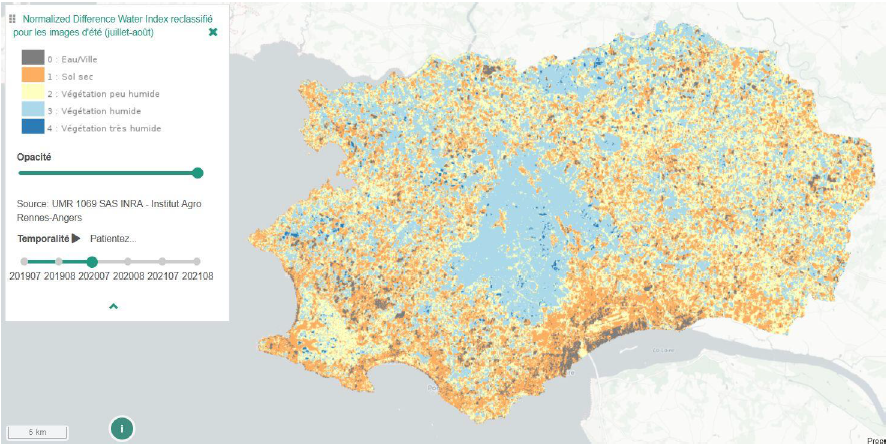 Normalized Difference Water Index reclassifié
pour les images d'été (juillet-août)
0 : Eau/Ville
1 : Sol sec
2 : Végétation peu humide
3 : Végétation humide
4 : Végétation très humide
Opacité
Source: UMR 1069 SAS INRA - Institut Agro
Rennes-Angers
Temporalité Patientez...
201907 201908 202007 202008 202107 202108
5 km
i